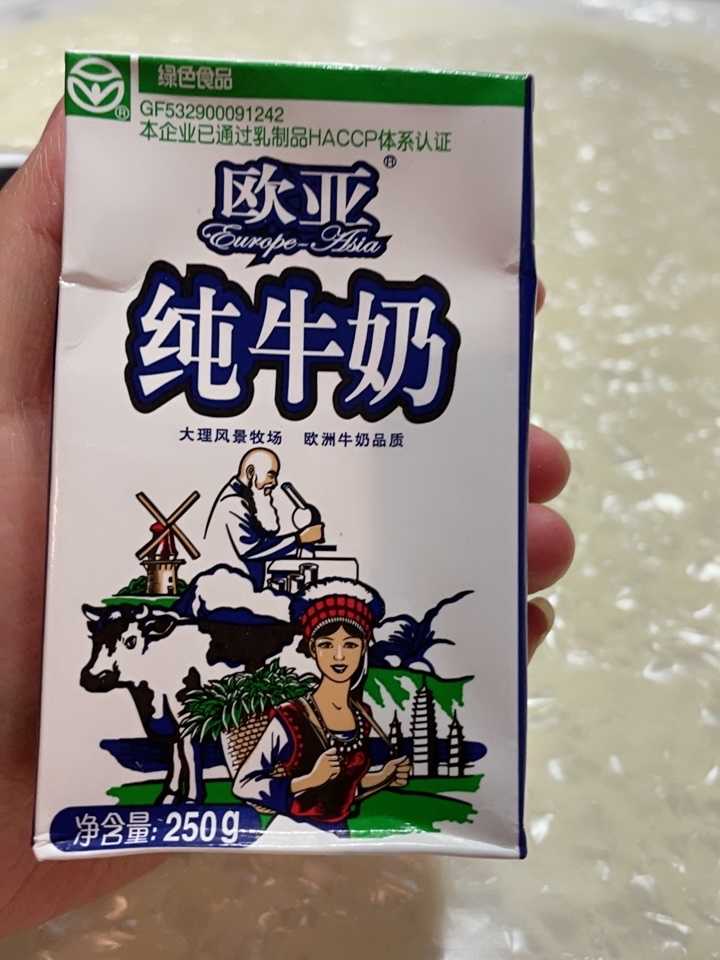 绿色食品
GF532900091242
本企业已通过乳制品HACCP体系认证
欧亚®
Europe-Asia
纯牛奶
大理风景牧场 欧洲牛奶品质
净含量: 250g